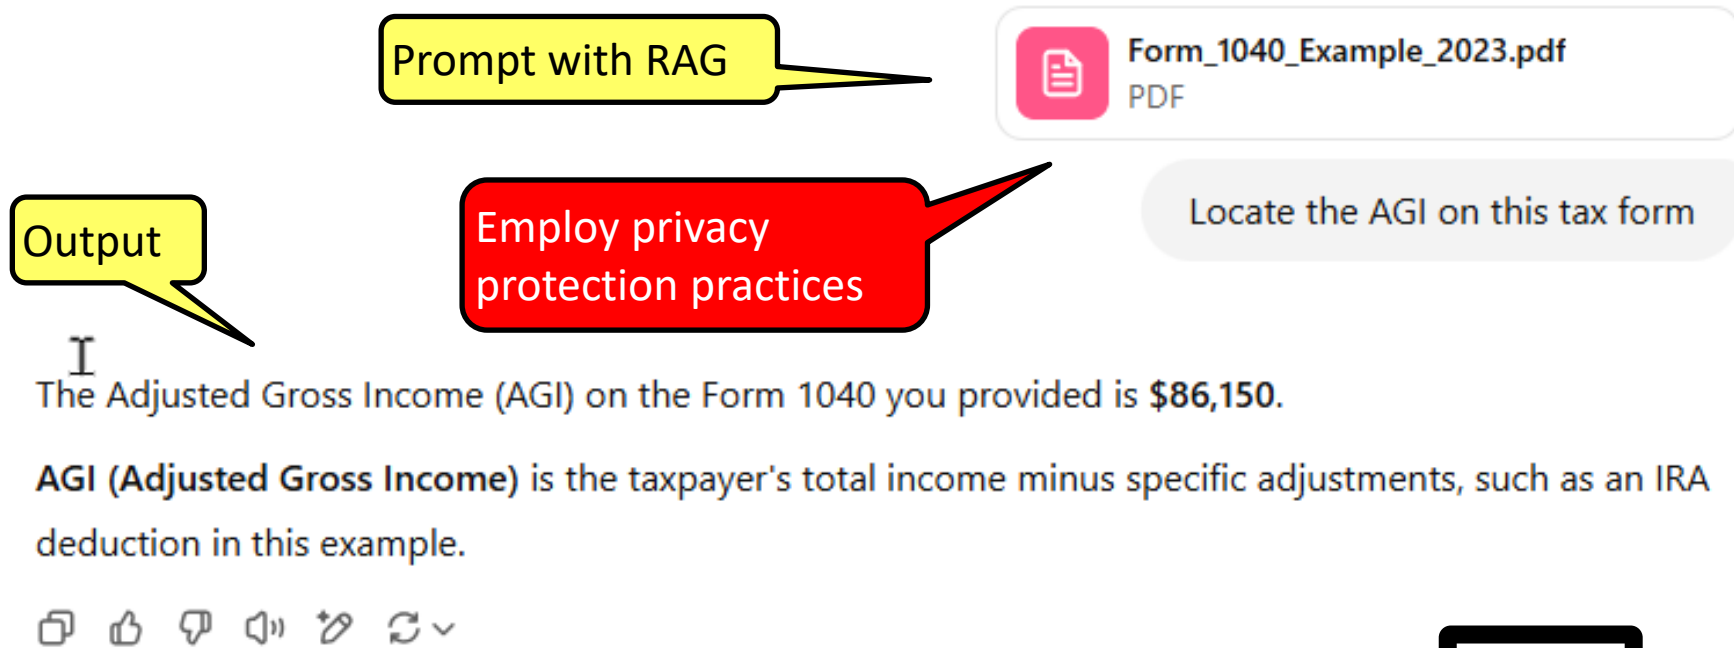 Prompt with RAG
Form_1040_Example_2023.pdf
PDF
Employ privacy
protection practices
Locate the AGI on this tax form
Output
The Adjusted Gross Income (AGI) on the Form 1040 you provided is $86,150.
AGI (Adjusted Gross Income) is the taxpayer's total income minus specific adjustments, such as an IRA
deduction in this example.